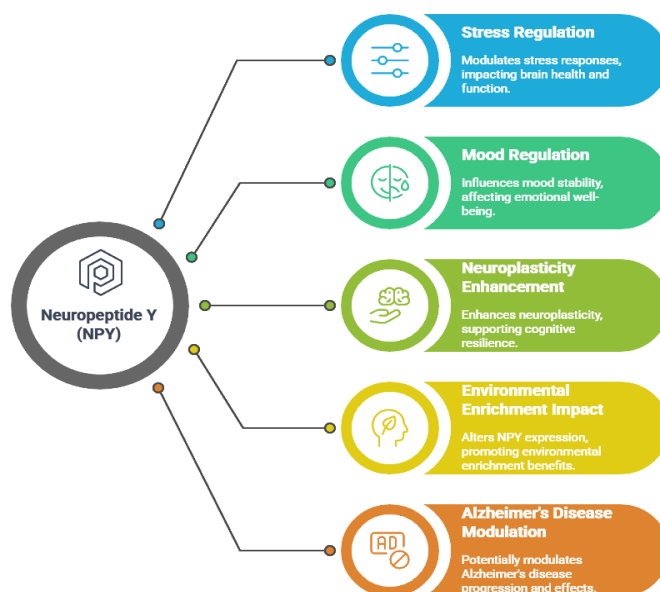 Stress Regulation
Modulates stress responses,
impacting brain health and
function.
Mood Regulation
Influences mood stability,
affecting emotional well-
being.
Neuropeptide Y
(NPY)
Neuroplasticity
Enhancement
Enhances neuroplasticity,
supporting cognitive
resilience.
Environmental
Enrichment Impact
Alters NPY expression,
promoting environmental
enrichment benefits.
Alzheimer's Disease
Modulation
AD
Potentially modulates
Alzheimer's disease
progression and effects.